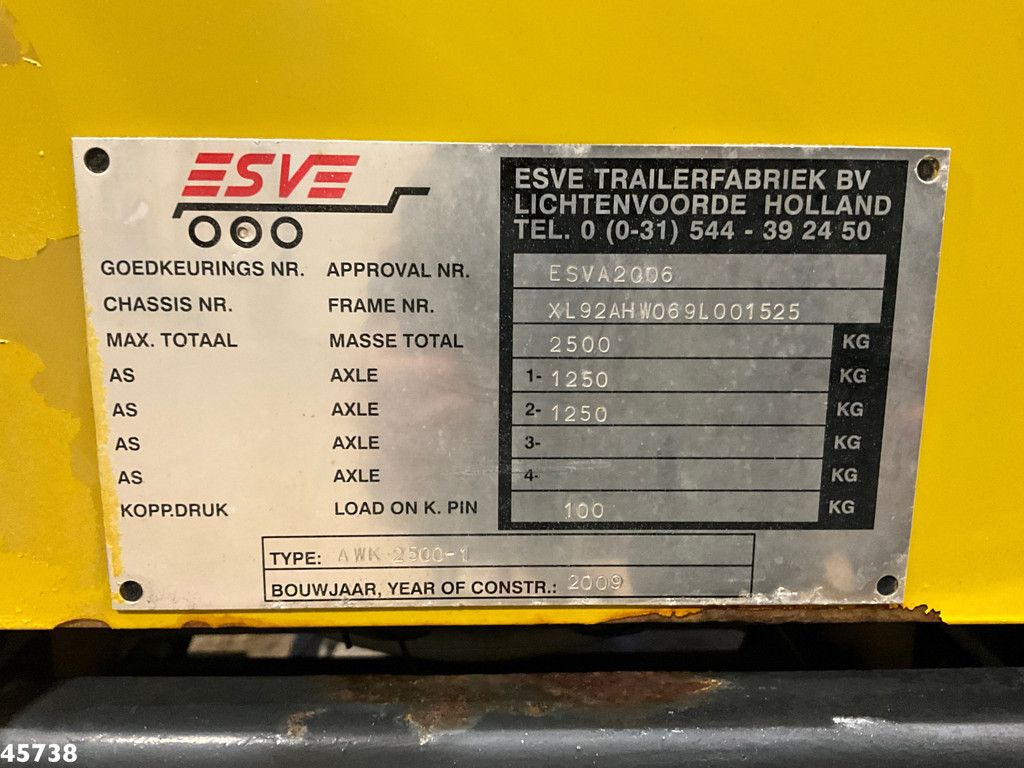 ESVE
ESVE TRAILERFABRIEK BV
LICHTENVOORDE HOLLAND
TEL. 0 (0-31) 544 - 39 24 50
GOEDKEURINGS NR. APPROVAL NR. ESVA2006
CHASSIS NR. FRAME NR. XL92AHW069L001525
MAX. TOTAAL MASSE TOTAL 2500 KG
AS AXLE 1- 1250 KG
AS AXLE 2- 1250 KG
AS AXLE 3- KG
AS AXLE 4- KG
KOPP.DRUK LOAD ON K. PIN 100 KG
TYPE: AWK 2500-1
BOUWJAAR, YEAR OF CONSTR.: 2009
45738